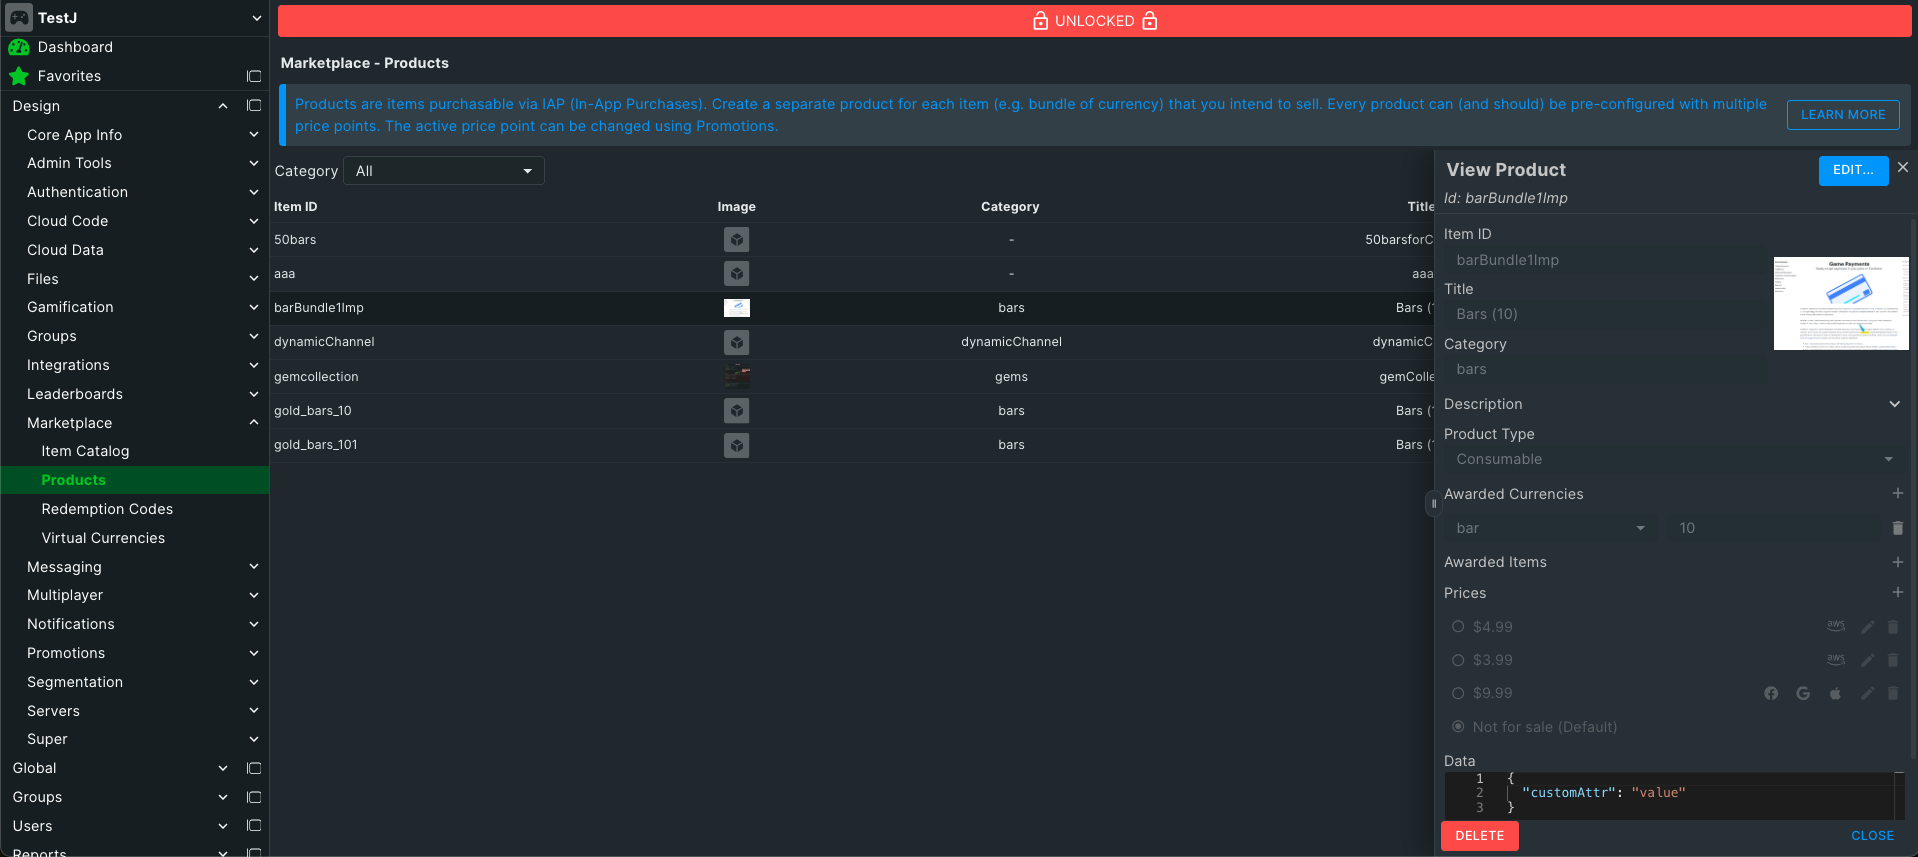 TestJ
Dashboard
Favorites
Design
Core App Info
Admin Tools
Authentication
Cloud Code
Cloud Data
Files
Gamification
Groups
Integrations
Leaderboards
Marketplace
Item Catalog
Products
Redemption Codes
Virtual Currencies
Messaging
Multiplayer
Notifications
Promotions
Segmentation
Servers
Super
Global
Groups
Users
Reports
UNLOCKED
Marketplace - Products
Products are items purchasable via IAP (In-App Purchases). Create a separate product for each item (e.g. bundle of currency) that you intend to sell. Every product can (and should) be pre-configured with multiple
price points. The active price point can be changed using Promotions.
LEARN MORE
Category All
Item ID Image Category Title
50bars - 50barsforC
aaa - aaa
barBundle1Imp bars Bars (1
dynamicChannel dynamicChannel dynamicC
gemcollection gems gemColle
gold_bars_10 bars Bars (1
gold_bars_101 bars Bars (1
View Product
EDIT...
Id: barBundle1Imp
Item ID
barBundle1Imp
Game Payments
Title
Bars (10)
Category
bars
Description
Product Type
Consumable
Awarded Currencies
bar 10
Awarded Items
Prices
$4.99 aws
$3.99 aws
$9.99
Not for sale (Default)
Data
1 {
2 "customAttr": "value"
3 }
DELETE
CLOSE